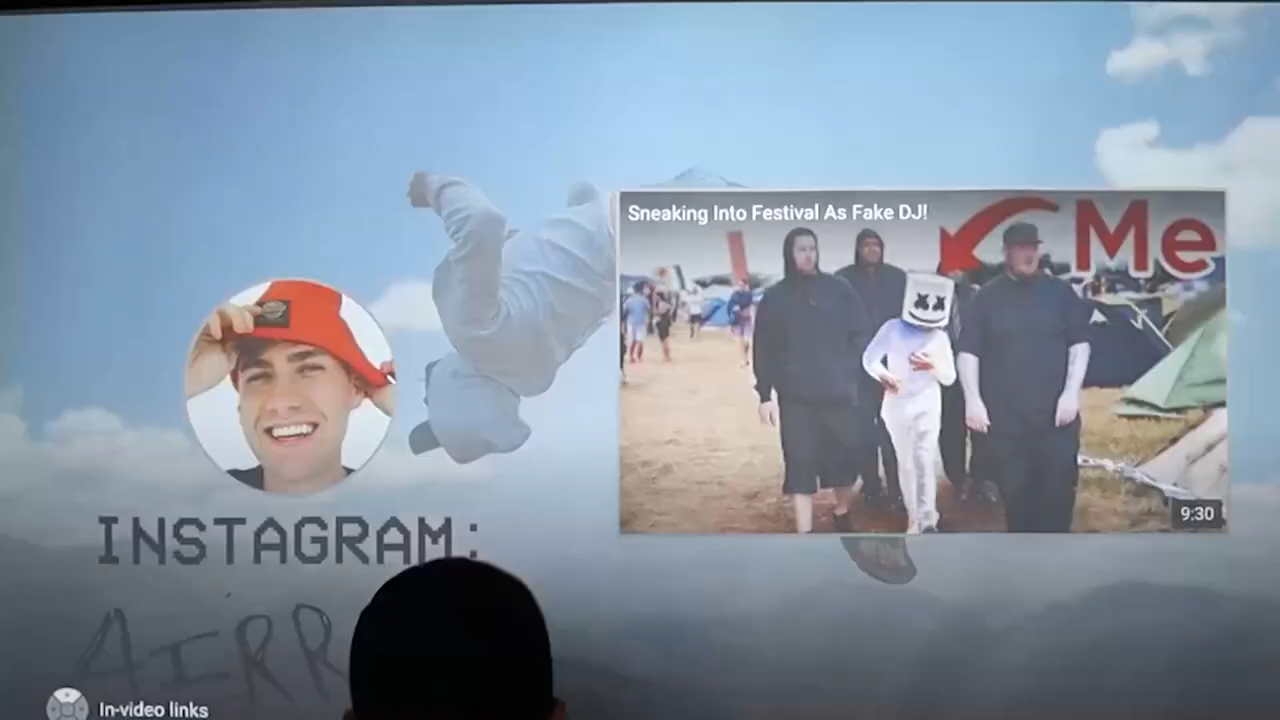 Sneaking Into Festival As Fake DJ!
Me
9:30
INSTAGRAM:
In-video links